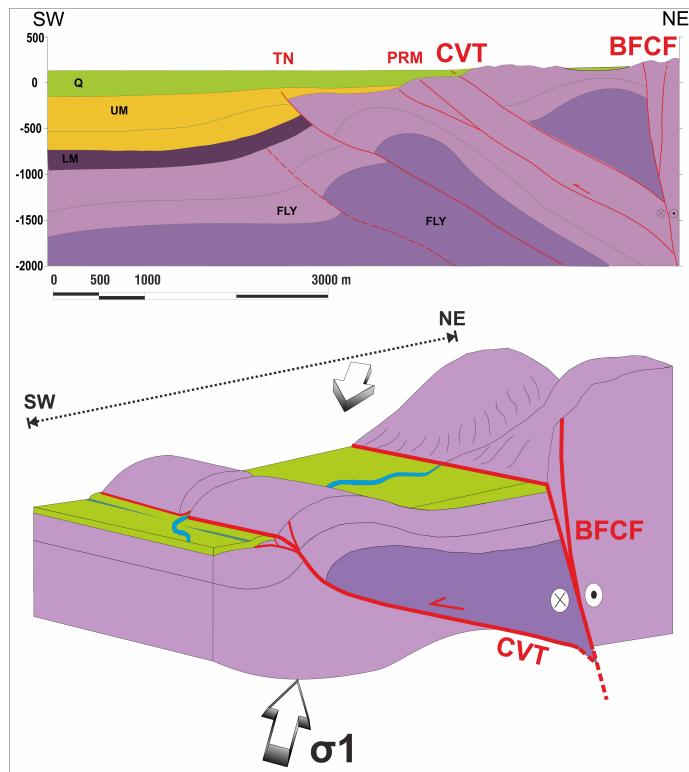 SW NE
500
0
-500
-1000
-1500
-2000
TN PRM CVT BFCF
Q
UM
LM
FLY FLY
0 500 1000 3000 m
NE
SW
BFCF
CVT
σ1